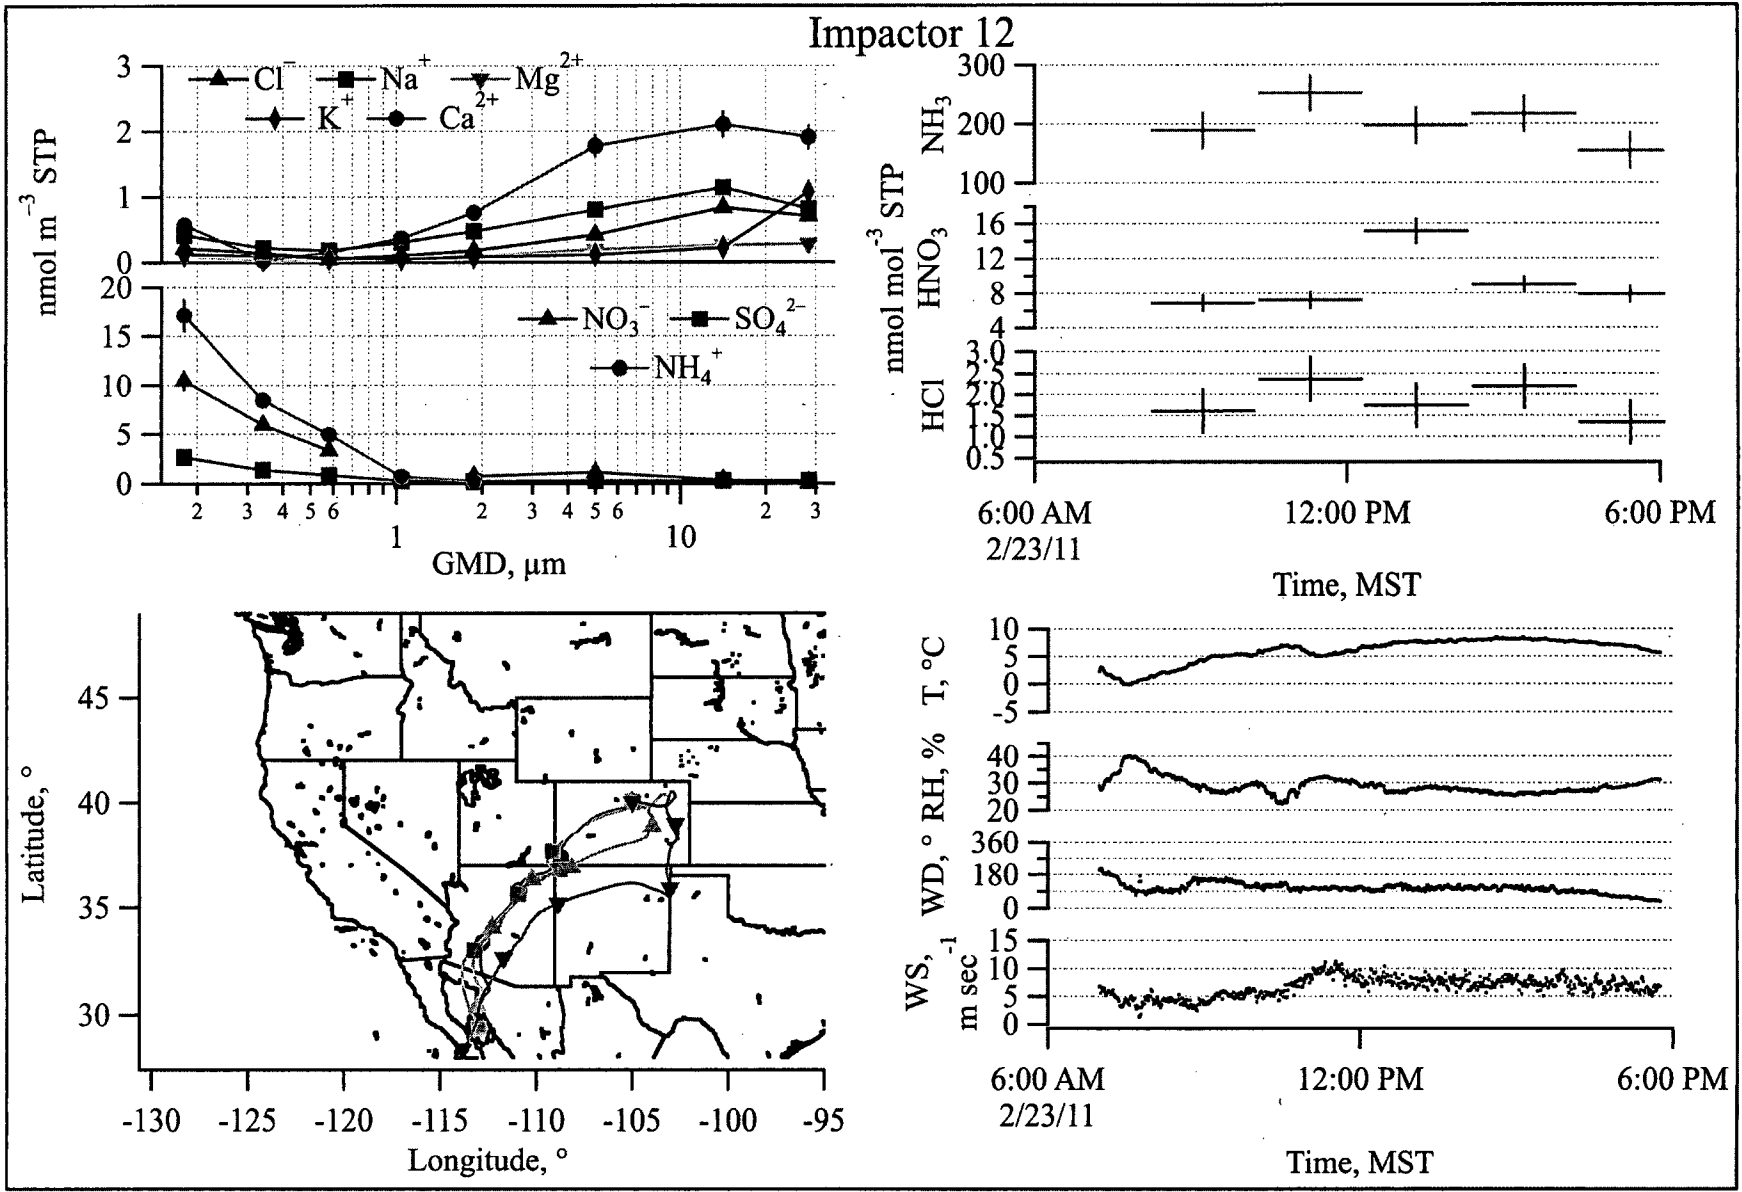 Impactor 12
Cl⁻ Na⁺ Mg²⁺
K⁺ Ca²⁺
3
2
1
0
nmol m⁻³ STP
20
15
10
5
0
NO₃⁻ SO₄²⁻
NH₄⁺
2 3 4 5 6 2 3 4 5 6 2 3
1 10
GMD, µm
300
200
100
NH₃
nmol mol⁻³ STP
16
12
8
4
HNO₃
3.0
2.5
2.0
1.5
1.0
0.5
HCl
6:00 AM 12:00 PM 6:00 PM
2/23/11
Time, MST
45
40
35
30
Latitude, °
-130 -125 -120 -115 -110 -105 -100 -95
Longitude, °
10
5
0
-5
T, °C
40
30
20
RH, %
360
180
0
WD, °
15
10
5
0
WS,
m sec⁻¹
6:00 AM 12:00 PM 6:00 PM
2/23/11
Time, MST